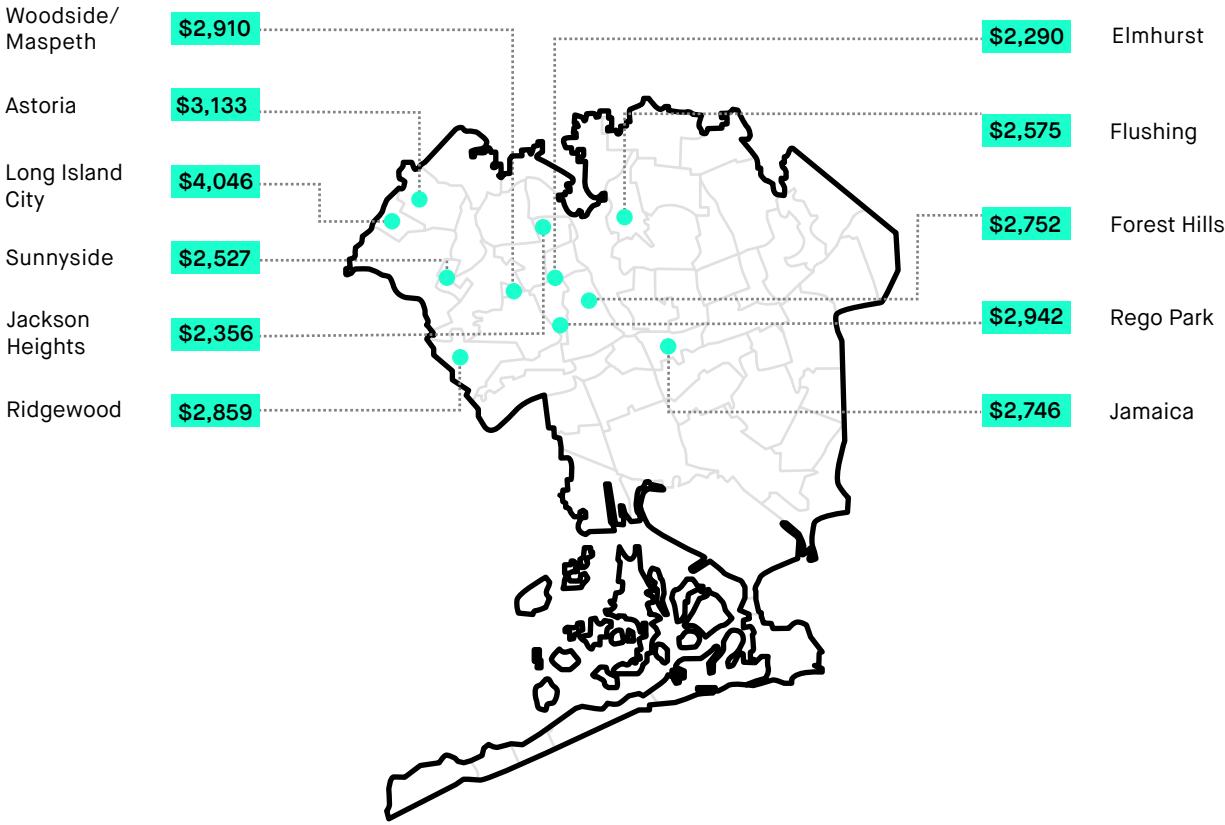 Woodside/
Maspeth
$2,910
Astoria
$3,133
Long Island
City
$4,046
Sunnyside
$2,527
Jackson
Heights
$2,356
Ridgewood
$2,859
$2,290
Elmhurst
$2,575
Flushing
$2,752
Forest Hills
$2,942
Rego Park
$2,746
Jamaica